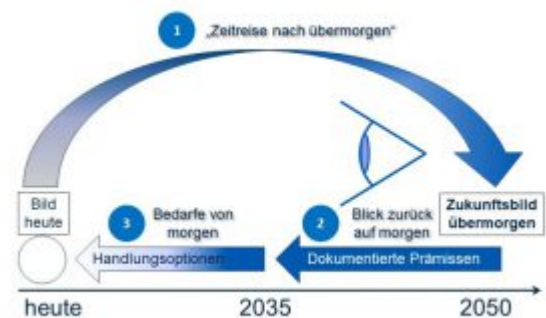 1 „Zeitreise nach übermorgen“
Bild
heute
3 Bedarfe von
morgen
2 Blick zurück
auf morgen
Zukunftsbild
übermorgen
Handlungsoptionen
Dokumentierte Prämissen
heute 2035 2050